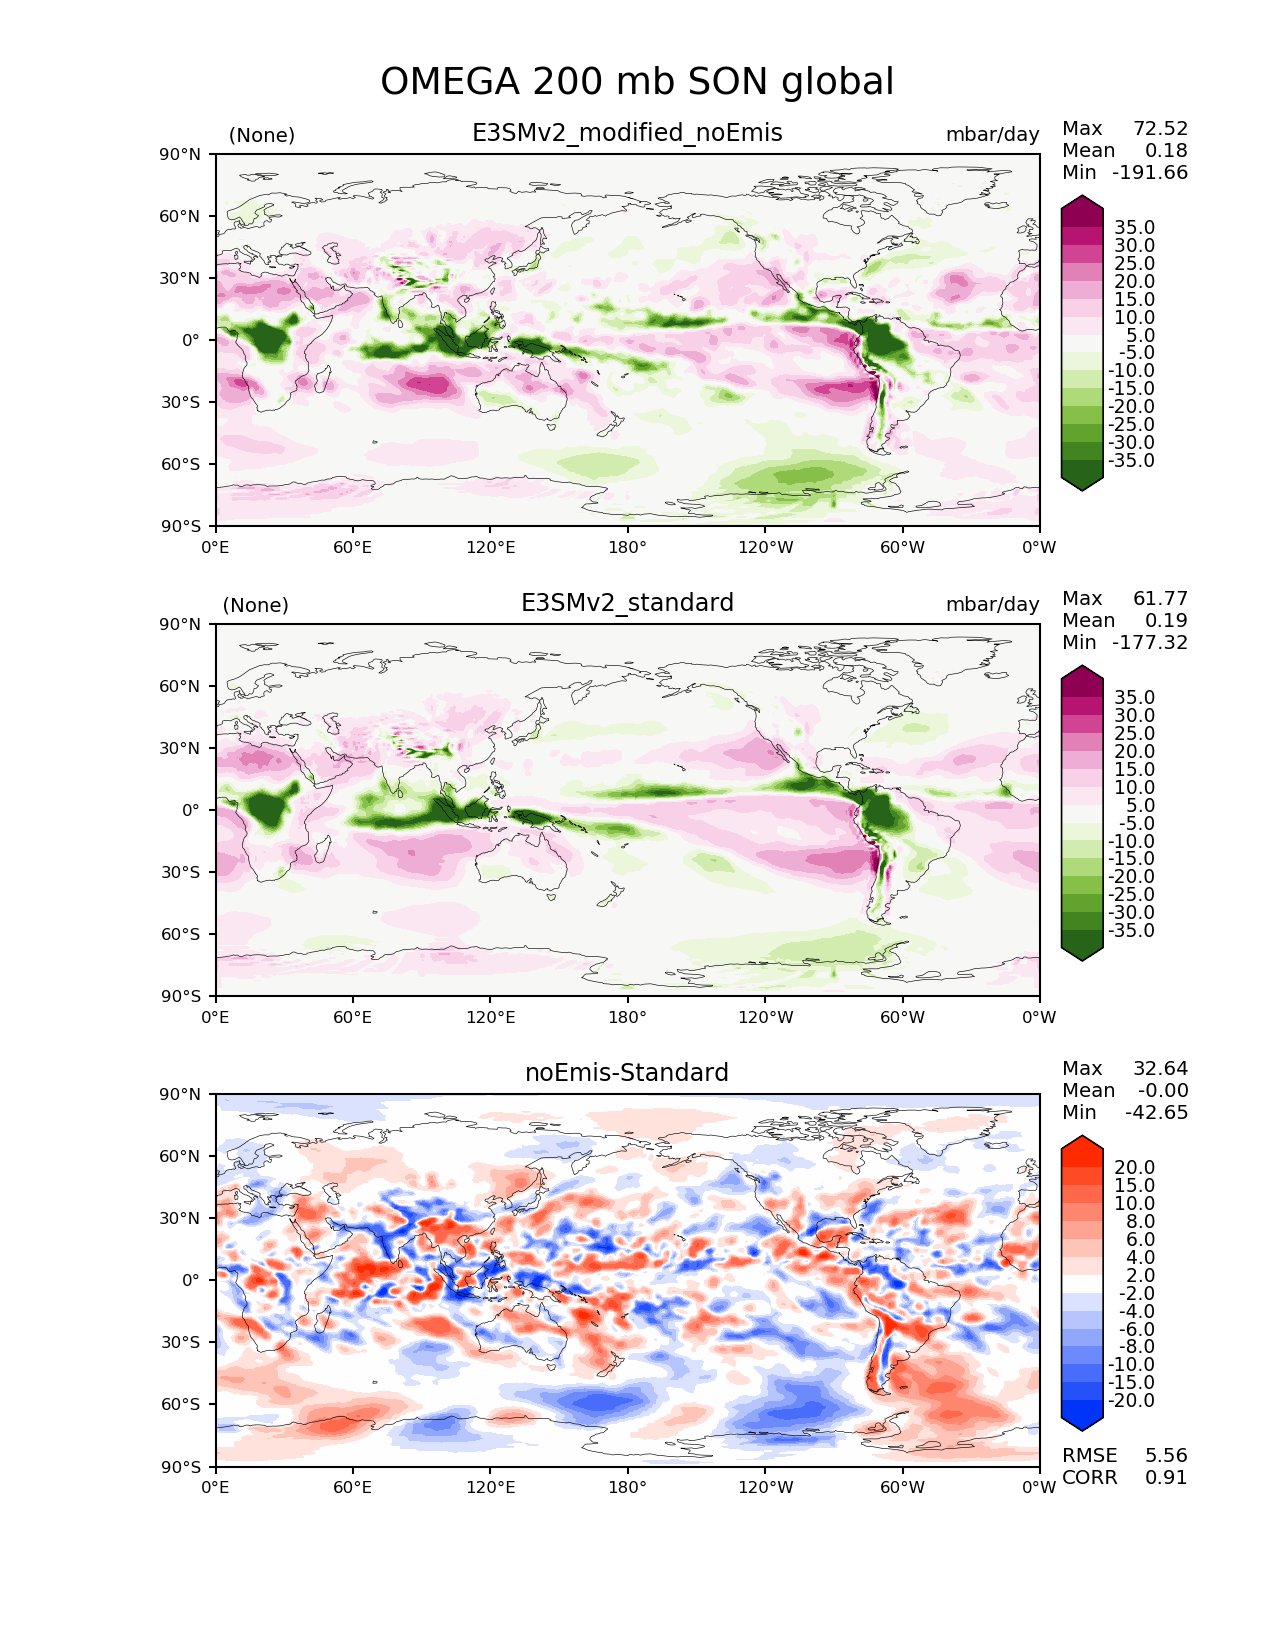 OMEGA 200 mb SON global
(None) E3SMv2_modified_noEmis mbar/day
Max 72.52
Mean 0.18
Min -191.66
90°N
60°N
30°N
0°
30°S
60°S
90°S
0°E 60°E 120°E 180° 120°W 60°W 0°W
35.0
30.0
25.0
20.0
15.0
10.0
5.0
-5.0
-10.0
-15.0
-20.0
-25.0
-30.0
-35.0
(None) E3SMv2_standard mbar/day
Max 61.77
Mean 0.19
Min -177.32
90°N
60°N
30°N
0°
30°S
60°S
90°S
0°E 60°E 120°E 180° 120°W 60°W 0°W
35.0
30.0
25.0
20.0
15.0
10.0
5.0
-5.0
-10.0
-15.0
-20.0
-25.0
-30.0
-35.0
noEmis-Standard
Max 32.64
Mean -0.00
Min -42.65
90°N
60°N
30°N
0°
30°S
60°S
90°S
0°E 60°E 120°E 180° 120°W 60°W 0°W
20.0
15.0
10.0
8.0
6.0
4.0
2.0
-2.0
-4.0
-6.0
-8.0
-10.0
-15.0
-20.0
RMSE 5.56
CORR 0.91